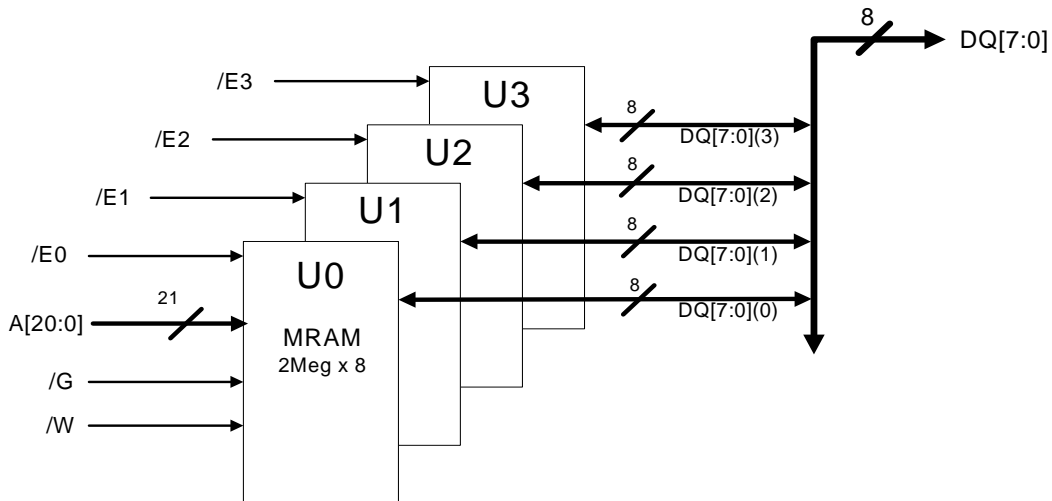 8
DQ[7:0]
/E3
U3
8
DQ[7:0](3)
/E2
U2
8
DQ[7:0](2)
/E1
U1
8
DQ[7:0](1)
/E0
U0
8
DQ[7:0](0)
21
A[20:0]
MRAM
2Meg x 8
/G
/W